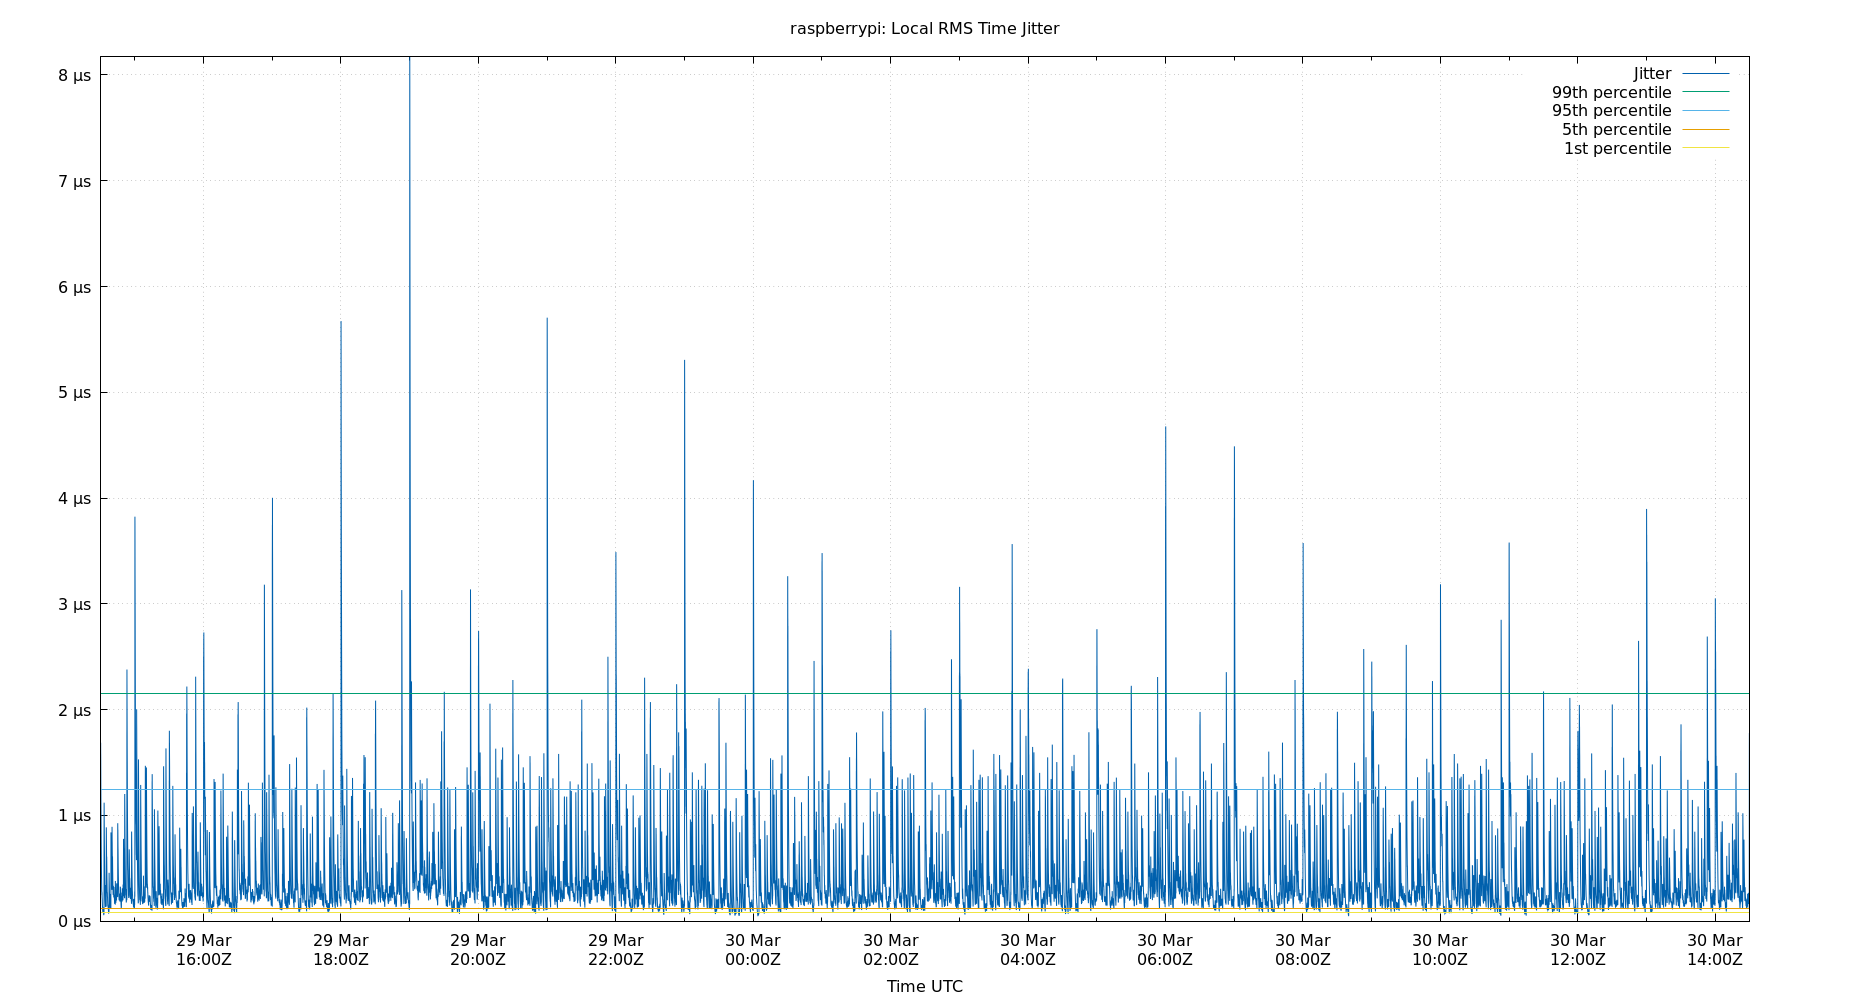 raspberrypi: Local RMS Time Jitter
Jitter
99th percentile
95th percentile
5th percentile
1st percentile
8 µs
7 µs
6 µs
5 µs
4 µs
3 µs
2 µs
1 µs
0 µs
29 Mar 29 Mar 29 Mar 29 Mar 30 Mar 30 Mar 30 Mar 30 Mar 30 Mar 30 Mar 30 Mar 30 Mar
16:00Z 18:00Z 20:00Z 22:00Z 00:00Z 02:00Z 04:00Z 06:00Z 08:00Z 10:00Z 12:00Z 14:00Z
Time UTC